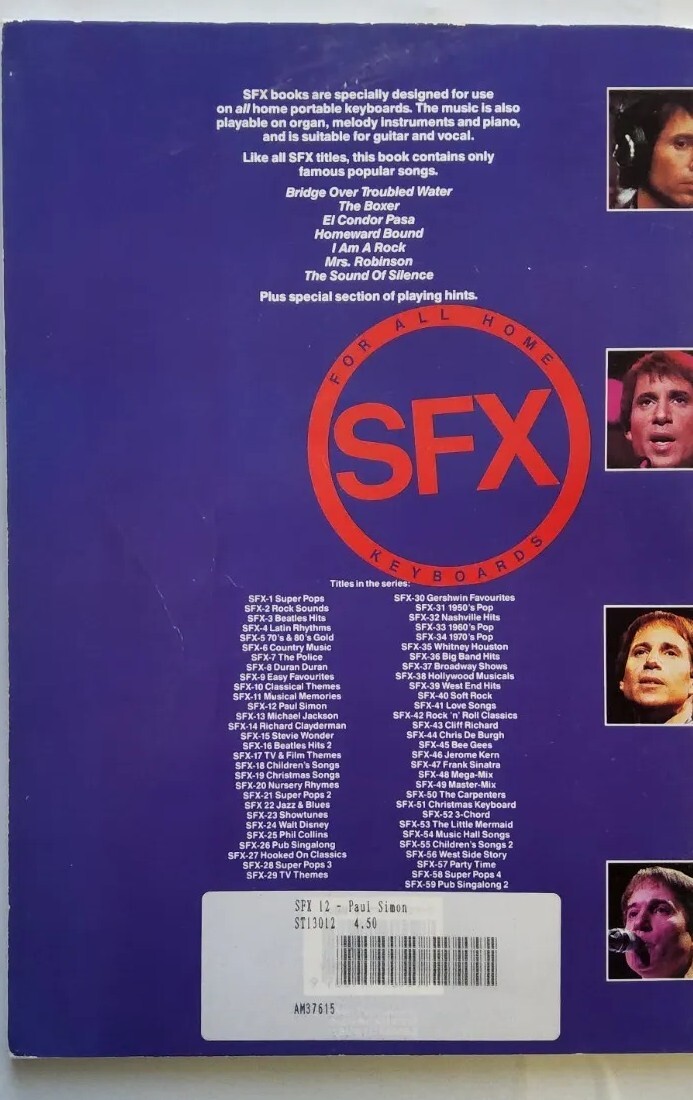 SFX books are specially designed for use
on all home portable keyboards. The music is also
playable on organ, melody instruments and piano,
and is suitable for guitar and vocal.
Like all SFX titles, this book contains only
famous popular songs.
Bridge Over Troubled Water
The Boxer
El Condor Pasa
Homeward Bound
I Am A Rock
Mrs. Robinson
The Sound Of Silence
Plus special section of playing hints.
FOR ALL HOME
SFX
KEYBOARDS
Titles in the series:
SFX-1 Super Pops
SFX-2 Rock Sounds
SFX-3 Beatles Hits
SFX-4 Latin Rhythms
SFX-5 70's & 80's Gold
SFX-6 Country Music
SFX-7 The Police
SFX-8 Duran Duran
SFX-9 Easy Favourites
SFX-10 Classical Themes
SFX-11 Musical Memories
SFX-12 Paul Simon
SFX-13 Michael Jackson
SFX-14 Richard Clayderman
SFX-15 Stevie Wonder
SFX-16 Beatles Hits 2
SFX-17 TV & Film Themes
SFX-18 Children's Songs
SFX-19 Christmas Songs
SFX-20 Nursery Rhymes
SFX-21 Super Pops 2
SFX 22 Jazz & Blues
SFX-23 Showtunes
SFX-24 Walt Disney
SFX-25 Phil Collins
SFX-26 Pub Singalong
SFX-27 Hooked On Classics
SFX-28 Super Pops 3
SFX-29 TV Themes
SFX-30 Gershwin Favourites
SFX-31 1950's Pop
SFX-32 Nashville Hits
SFX-33 1960's Pop
SFX-34 1970's Pop
SFX-35 Whitney Houston
SFX-36 Big Band Hits
SFX-37 Broadway Shows
SFX-38 Hollywood Musicals
SFX-39 West End Hits
SFX-40 Soft Rock
SFX-41 Love Songs
SFX-42 Rock 'n' Roll Classics
SFX-43 Cliff Richard
SFX-44 Chris De Burgh
SFX-45 Bee Gees
SFX-46 Jerome Kern
SFX-47 Frank Sinatra
SFX-48 Mega-Mix
SFX-49 Master-Mix
SFX-50 The Carpenters
SFX-51 Christmas Keyboard
SFX-52 3-Chord
SFX-53 The Little Mermaid
SFX-54 Music Hall Songs
SFX-55 Children's Songs 2
SFX-56 West Side Story
SFX-57 Party Time
SFX-58 Super Pops 4
SFX-59 Pub Singalong 2
SFX 12 - Paul Simon
ST13012 4.50
AM37615